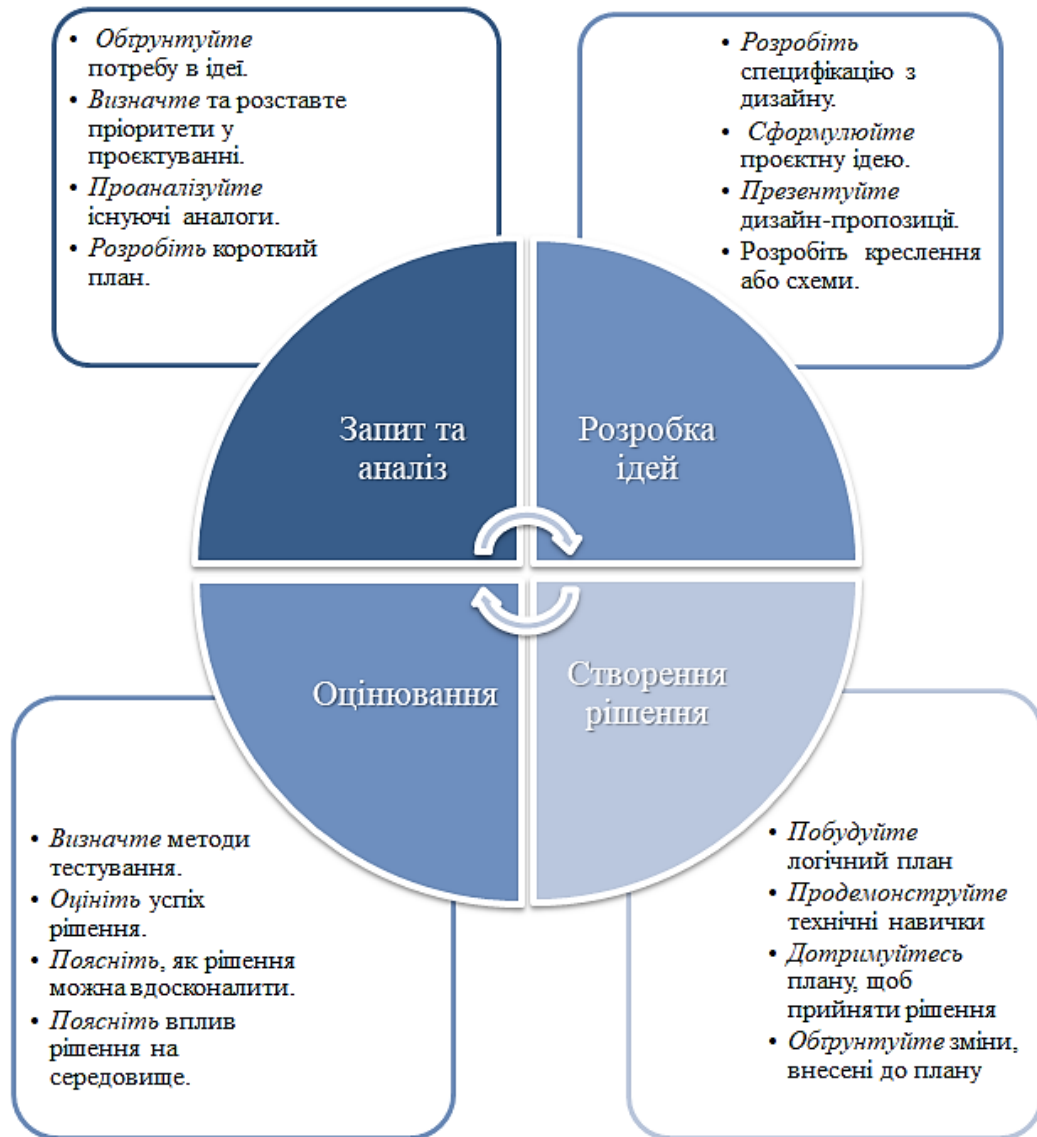 • Обґрунтуйте
потребу в ідеї.
• Визначте та розставте
пріоритети у
проєктуванні.
• Проаналізуйте
існуючі аналоги.
• Розробіть короткий
план.
• Розробіть
специфікацію з
дизайну.
• Сформулюйте
проєктну ідею.
• Презентуйте
дизайн-пропозиції.
• Розробіть креслення
або схеми.
Запит та
аналіз
Розробка
ідей
Оцінювання
Створення
рішення
• Визначте методи
тестування.
• Оцініть успіх
рішення.
• Поясніть, як рішення
можна вдосконалити.
• Поясніть вплив
рішення на
середовище.
• Побудуйте
логічний план
• Продемонструйте
технічні навички
• Дотримуйтесь
плану, щоб
прийняти рішення
• Обґрунтуйте зміни,
внесені до плану